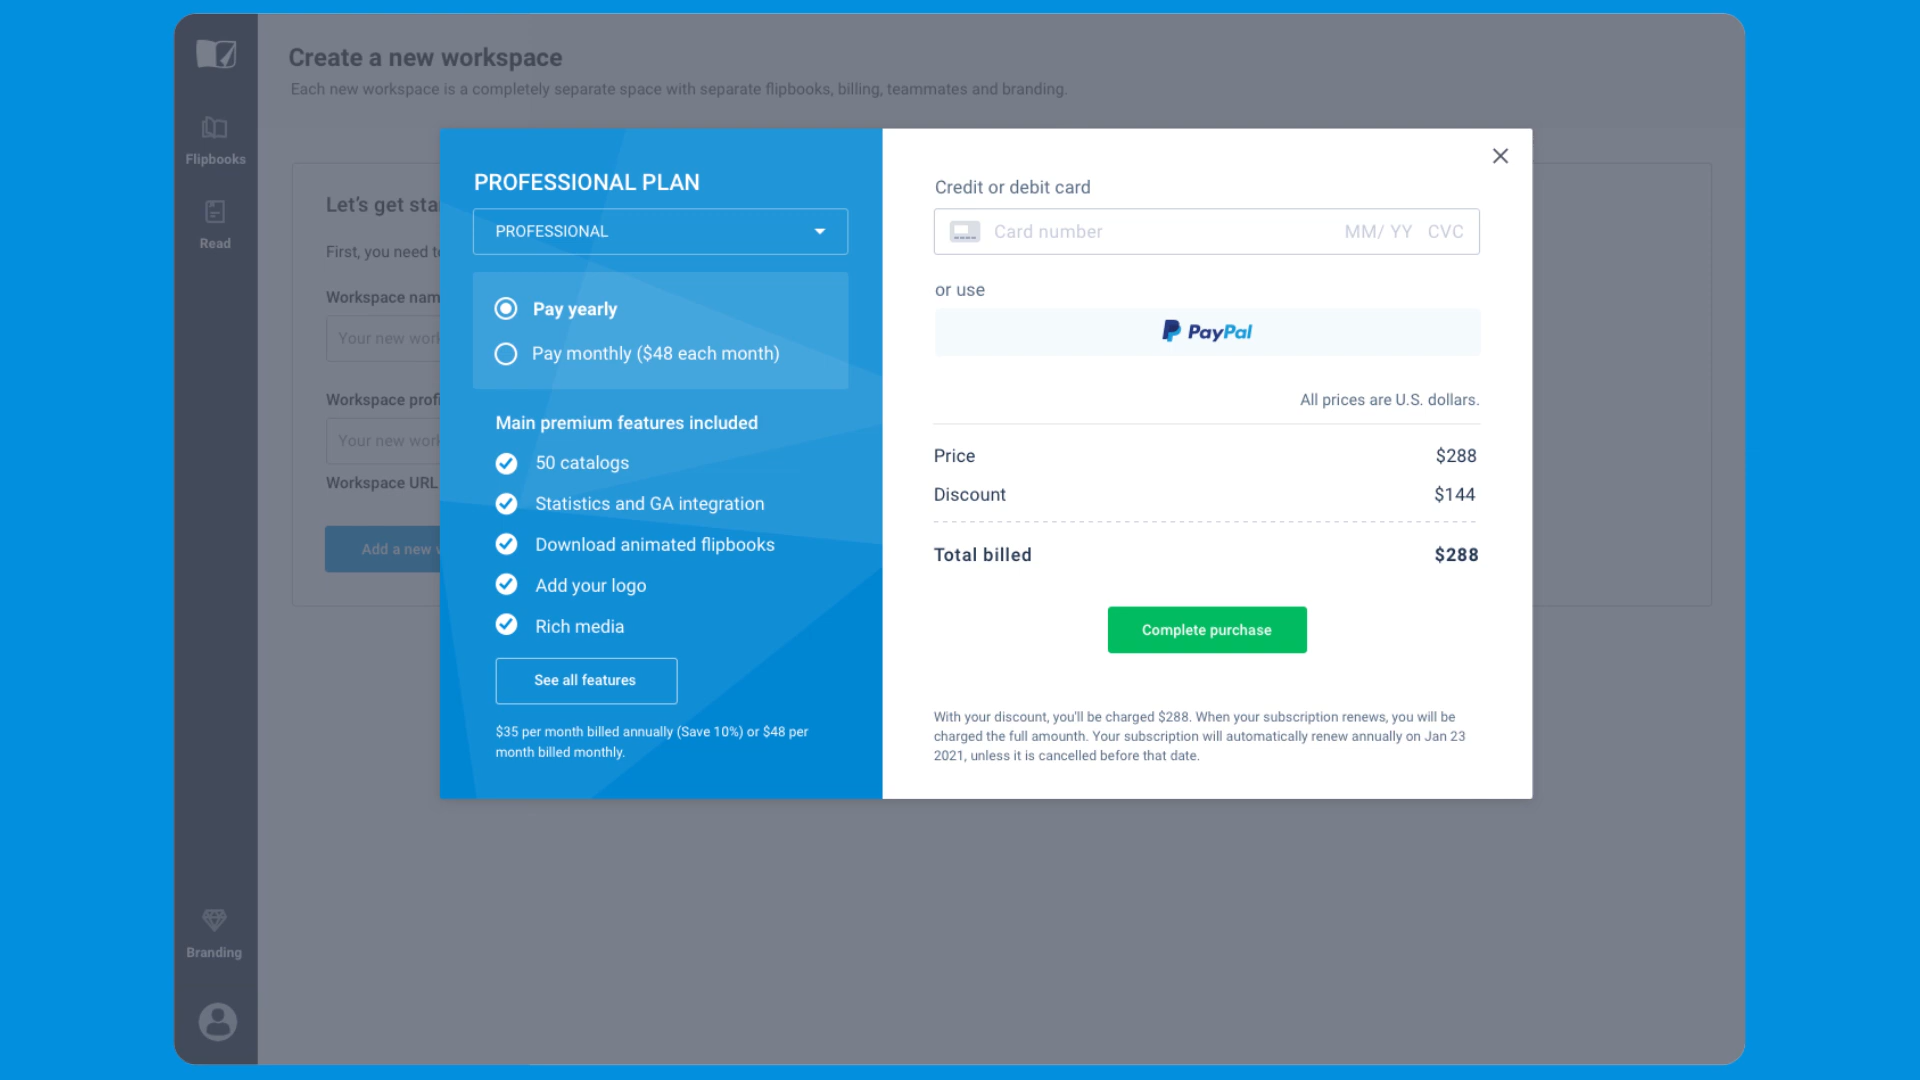 Create a new workspace
Each new workspace is a completely separate space with separate flipbooks, billing, teammates and branding.
Flipbooks
Read
Branding
Let's get sta
First, you need t
Workspace nam
Your new work
Workspace profi
Your new work
Workspace URL
Add a new w
PROFESSIONAL PLAN
PROFESSIONAL
Pay yearly
Pay monthly ($48 each month)
Main premium features included
50 catalogs
Statistics and GA integration
Download animated flipbooks
Add your logo
Rich media
See all features
$35 per month billed annually (Save 10%) or $48 per
month billed monthly.
Credit or debit card
Card number MM/ YY CVC
or use
PayPal
All prices are U.S. dollars.
Price $288
Discount $144
Total billed $288
Complete purchase
With your discount, you'll be charged $288. When your subscription renews, you will be
charged the full amounth. Your subscription will automatically renew annually on Jan 23
2021, unless it is cancelled before that date.